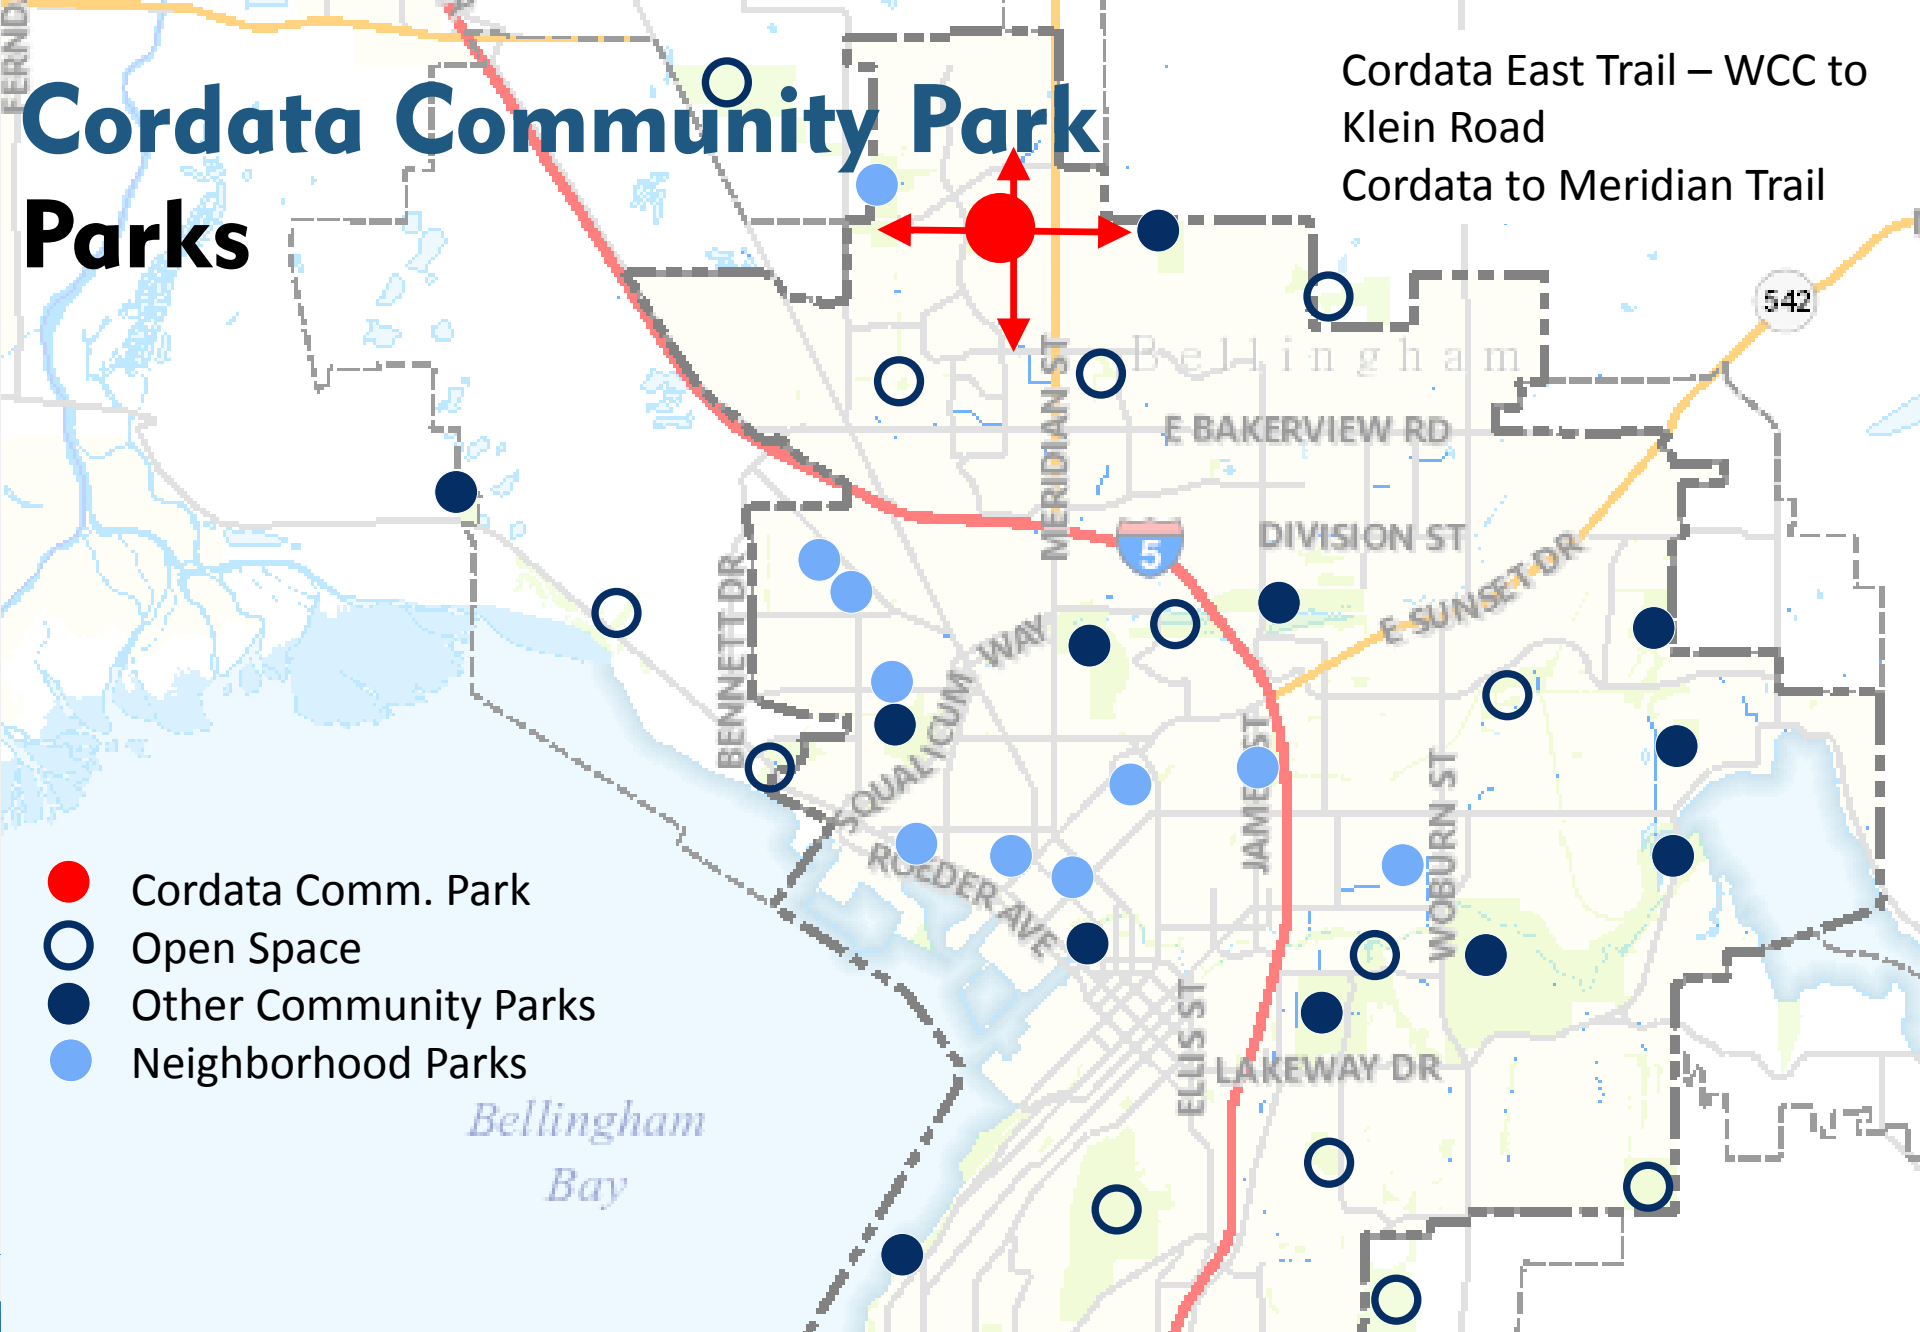 Cordata Community Park
Parks
Cordata East Trail – WCC to
Klein Road
Cordata to Meridian Trail
542
Bellingham
MERIDIAN ST
E BAKERVIEW RD
5
DIVISION ST
E SUNSET DR
BENNETT DR
SQUALICUM WAY
JAMES ST
WOBURN ST
ROEDER AVE
ELLIS ST
LAKEWAY DR
Cordata Comm. Park
Open Space
Other Community Parks
Neighborhood Parks
Bellingham
Bay